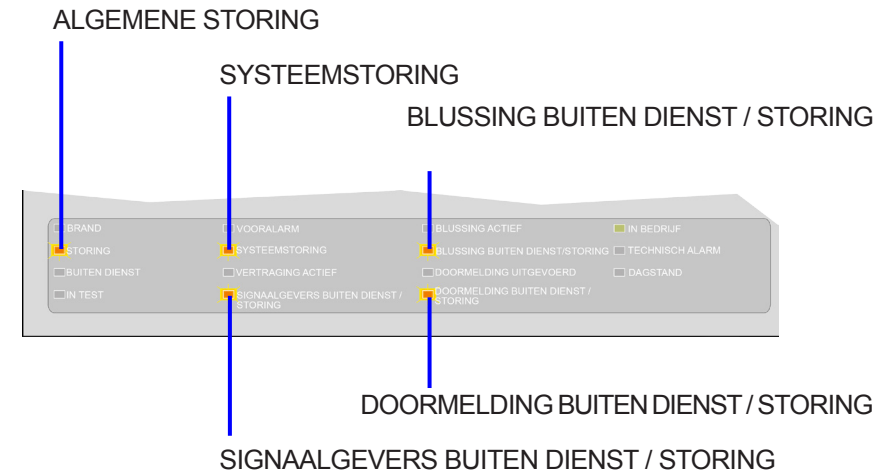 ALGEMENE STORING
SYSTEEMSTORING
BLUSSING BUITEN DIENST / STORING
BRAND
VOORALARM
BLUSSING ACTIEF
IN BEDRIJF
STORING
SYSTEEMSTORING
BLUSSING BUITEN DIENST/STORING
TECHNISCH ALARM
BUITEN DIENST
VERTRAGING ACTIEF
DOORMELDING UITGEVOERD
DAGSTAND
IN TEST
SIGNAALGEVERS BUITEN DIENST /
STORING
DOORMELDING BUITEN DIENST /
STORING
DOORMELDING BUITEN DIENST / STORING
SIGNAALGEVERS BUITEN DIENST / STORING